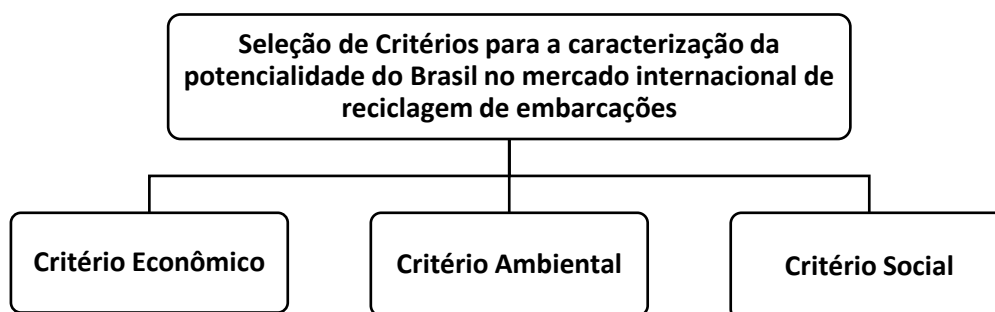 Seleção de Critérios para a caracterização da
potencialidade do Brasil no mercado internacional de
reciclagem de embarcações
Critério Econômico
Critério Ambiental
Critério Social